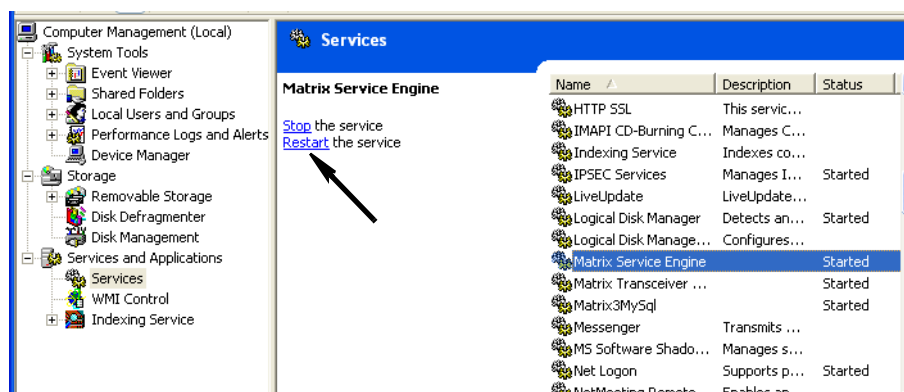 Computer Management (Local)
System Tools
Event Viewer
Shared Folders
Local Users and Groups
Performance Logs and Alerts
Device Manager
Storage
Removable Storage
Disk Defragmenter
Disk Management
Services and Applications
Services
WMI Control
Indexing Service
Services
Matrix Service Engine
Stop the service
Restart the service
Name Description Status
HTTP SSL This servic...
IMAPI CD-Burning C... Manages C...
Indexing Service Indexes co...
IPSEC Services Manages I... Started
LiveUpdate LiveUpdate...
Logical Disk Manager Detects an... Started
Logical Disk Manage... Configures...
Matrix Service Engine Started
Matrix Transceiver ... Started
Matrix3MySql Started
Messenger Transmits ...
MS Software Shado... Manages s...
Net Logon Supports p... Started
NetMeeting Remote Enables an